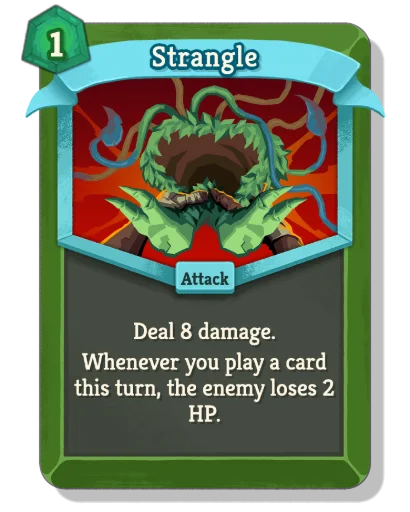 1
Strangle
Attack
Deal 8 damage.
Whenever you play a card
this turn, the enemy loses 2
HP.